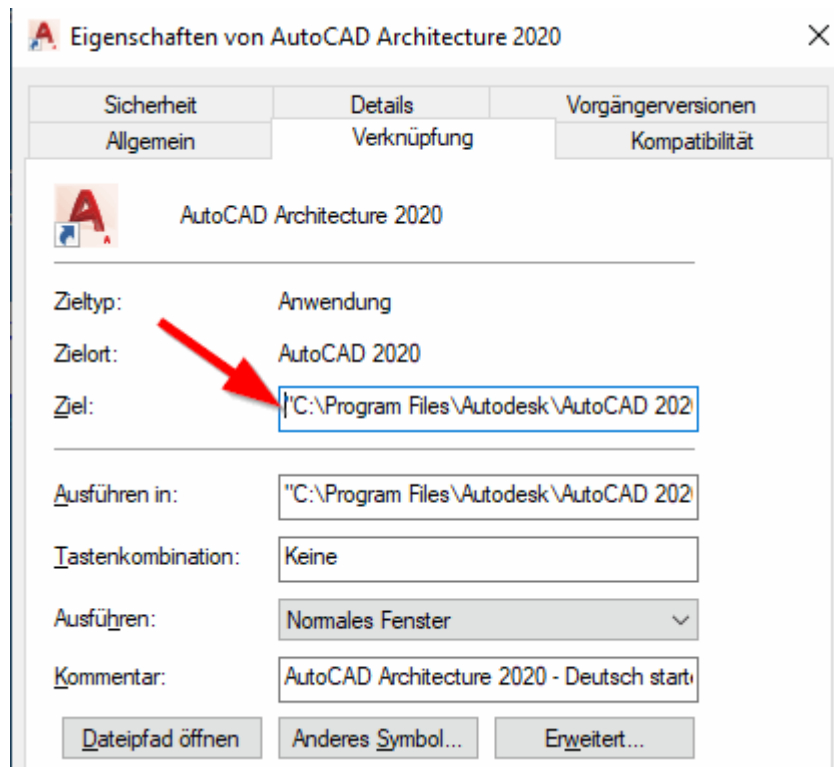 Eigenschaften von AutoCAD Architecture 2020
Sicherheit Details Vorgängerversionen
Allgemein Verknüpfung Kompatibilität
AutoCAD Architecture 2020
Zieltyp: Anwendung
Zielort: AutoCAD 2020
Ziel: "C:\Program Files\Autodesk\AutoCAD 202
Ausführen in: "C:\Program Files\Autodesk\AutoCAD 202
Tastenkombination: Keine
Ausführen: Normales Fenster
Kommentar: AutoCAD Architecture 2020 - Deutsch start
Dateipfad öffnen Anderes Symbol... Erweitert...